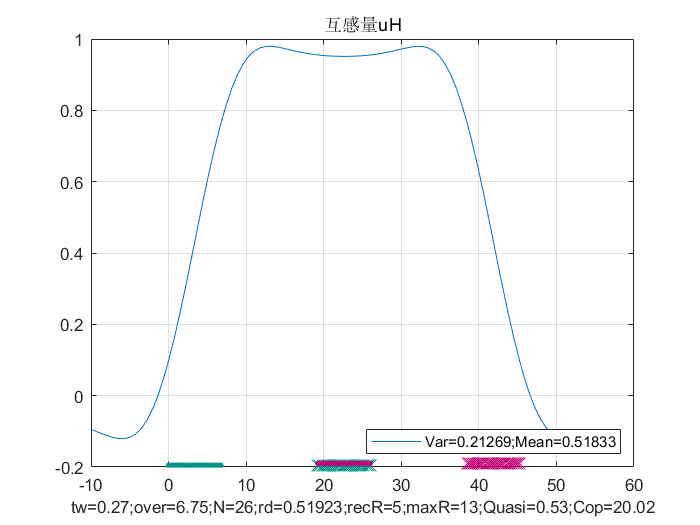 互感量uH
1
0.8
0.6
0.4
0.2
0
-0.2
Var=0.21269;Mean=0.51833
-10 0 10 20 30 40 50 60
tw=0.27;over=6.75;N=26;rd=0.51923;recR=5;maxR=13;Quasi=0.53;Cop=20.02